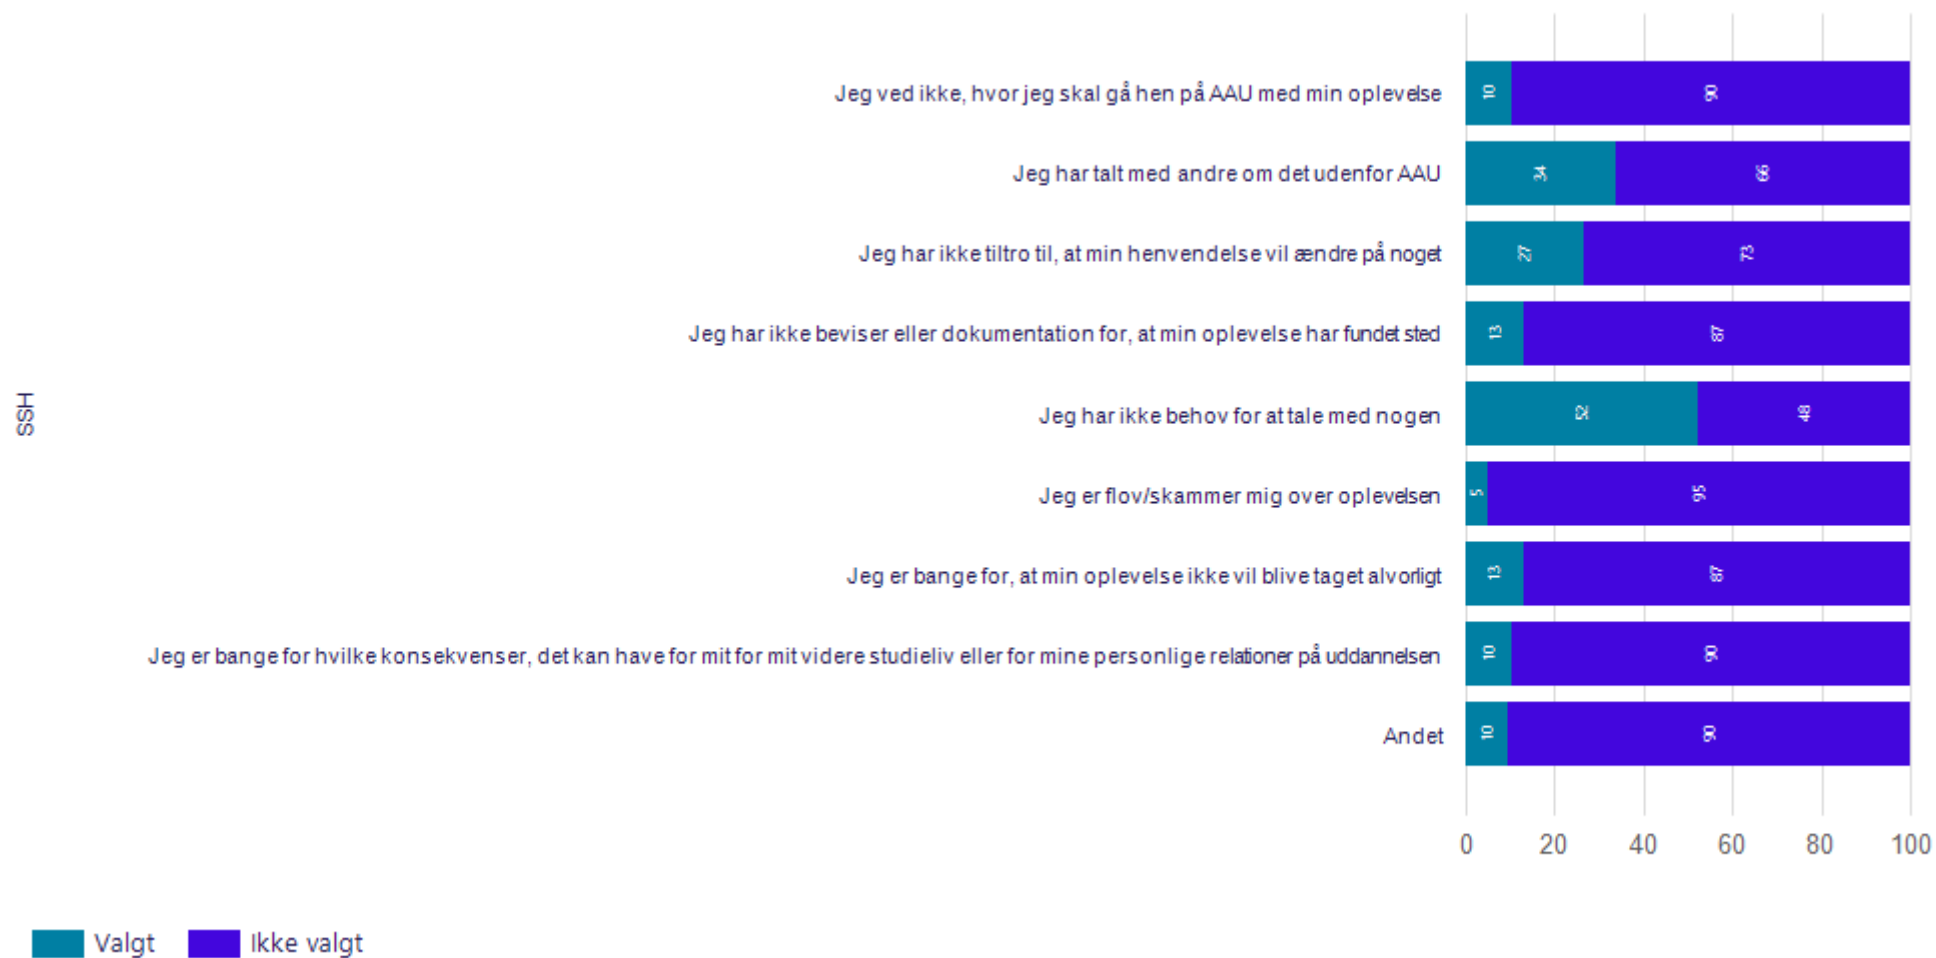 SSH
Jeg ved ikke, hvor jeg skal gå hen på AAU med min oplevelse 10 90
Jeg har talt med andre om det udenfor AAU 34 66
Jeg har ikke tiltro til, at min henvendelse vil ændre på noget 27 73
Jeg har ikke beviser eller dokumentation for, at min oplevelse har fundet sted 13 87
Jeg har ikke behov for at tale med nogen 52 48
Jeg er flov/skammer mig over oplevelsen 5 95
Jeg er bange for, at min oplevelse ikke vil blive taget alvorligt 13 87
Jeg er bange for hvilke konsekvenser, det kan have for mit for mit videre studieliv eller for mine personlige relationer på uddannelsen 10 90
Andet 10 90
0 20 40 60 80 100
Valgt Ikke valgt